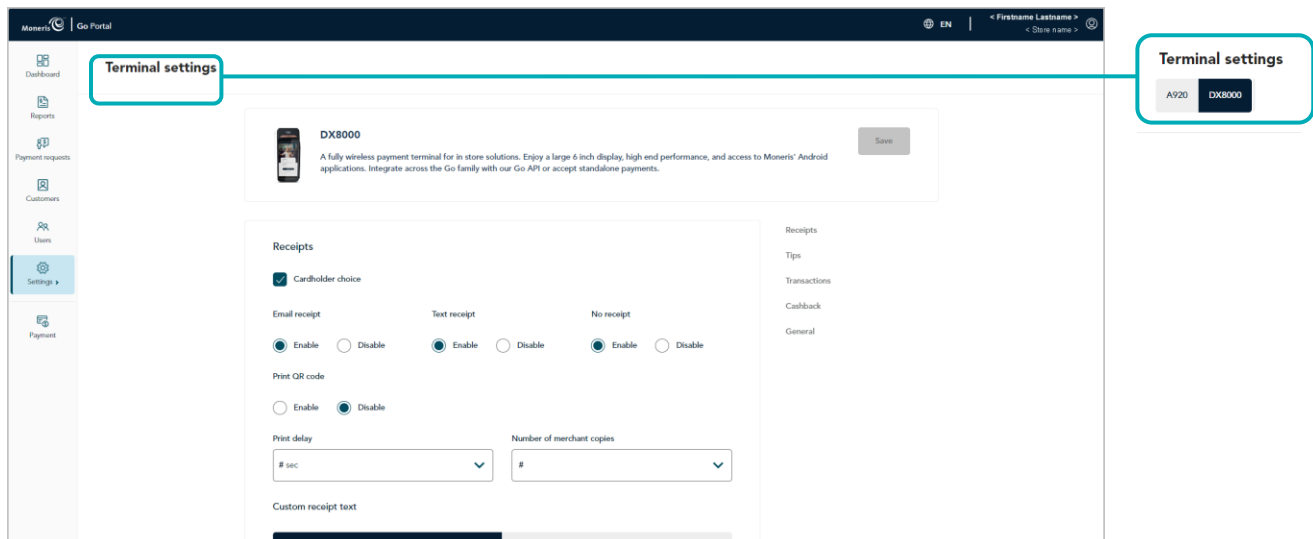 Moneris Go Portal
EN
< Firstname Lastname >
< Store name >
Dashboard
Reports
Payment requests
Customers
Users
Settings
Payment
Terminal settings
Terminal settings
A920 DX8000
DX8000
A fully wireless payment terminal for in store solutions. Enjoy a large 6 inch display, high end performance, and access to Moneris' Android
applications. Integrate across the Go family with our Go API or accept standalone payments.
Save
Receipts
Cardholder choice
Email receipt Text receipt No receipt
Enable Disable Enable Disable Enable Disable
Print QR code
Enable Disable
Print delay Number of merchant copies
# sec #
Custom receipt text
Receipts
Tips
Transactions
Cashback
General